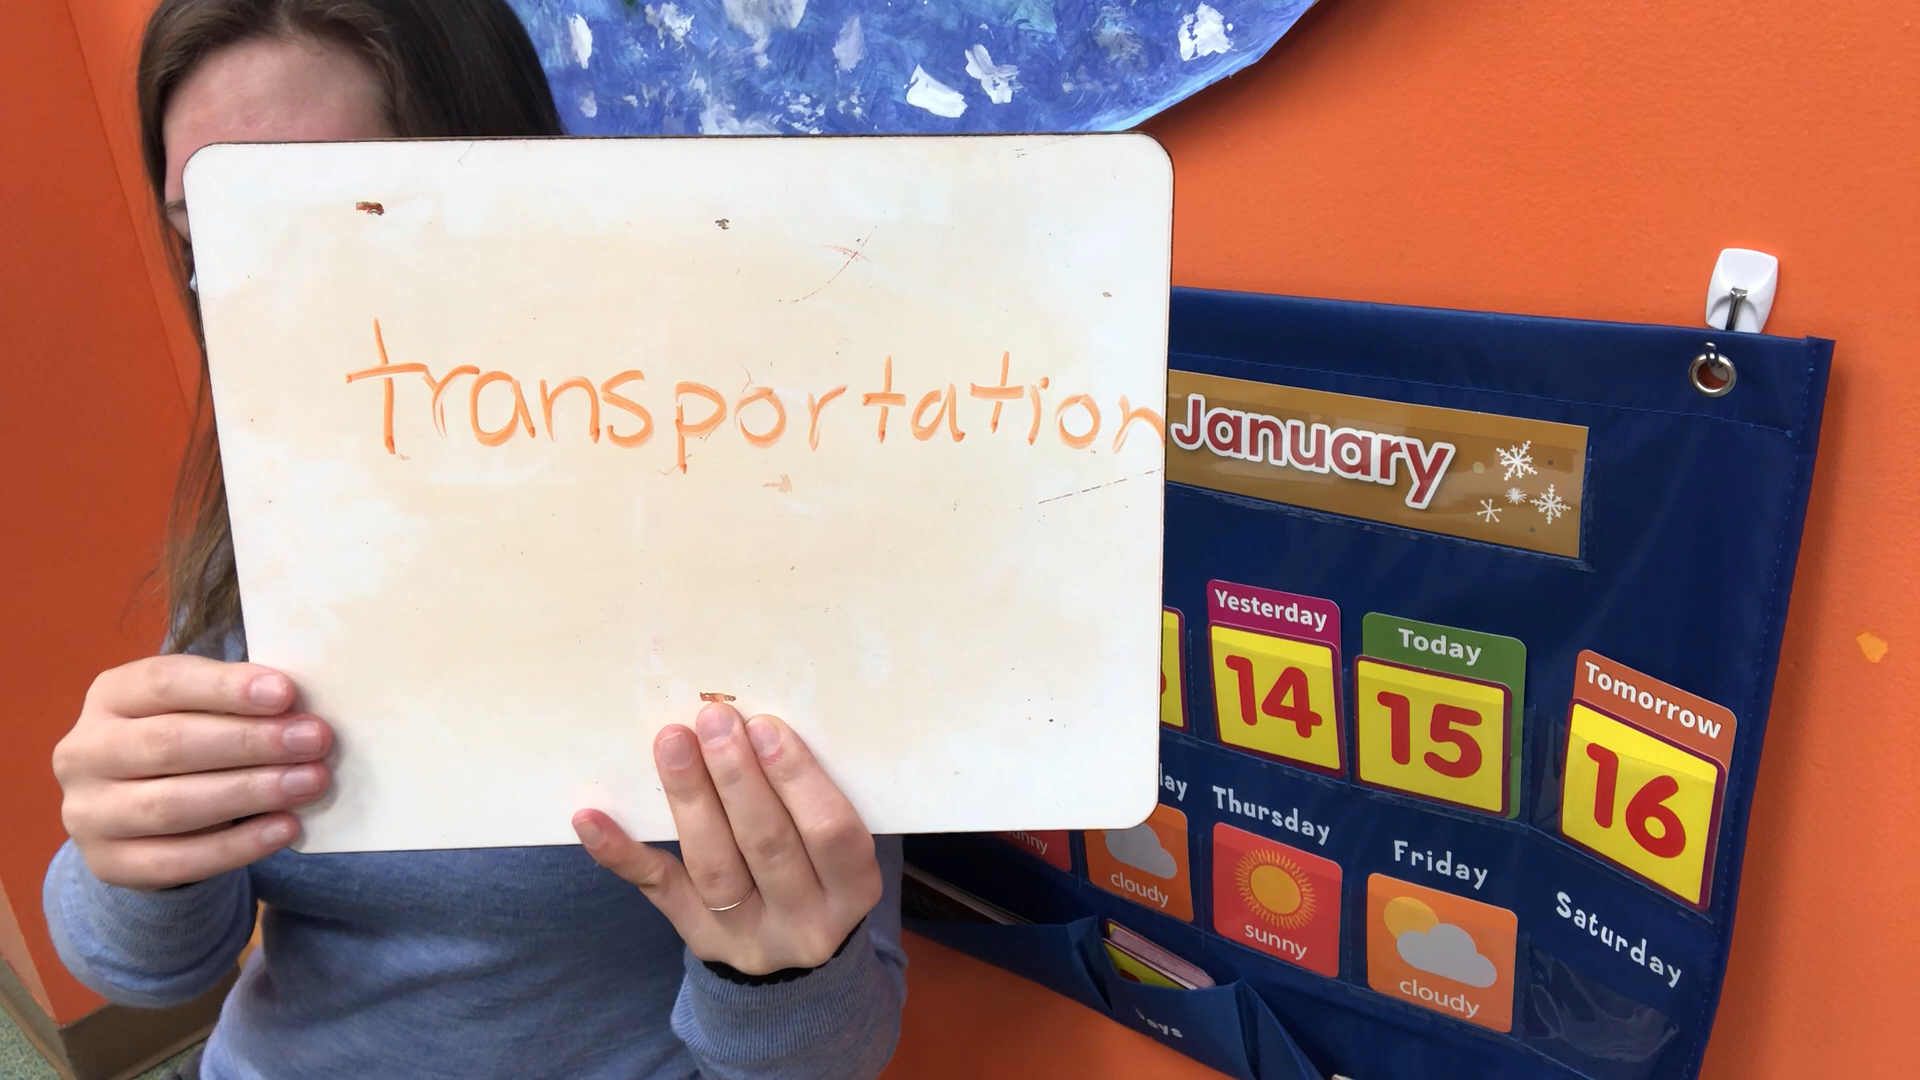 transportation
January
Yesterday
Today
Tomorrow
14
15
16
Thursday
Friday
Saturday
cloudy
sunny
cloudy